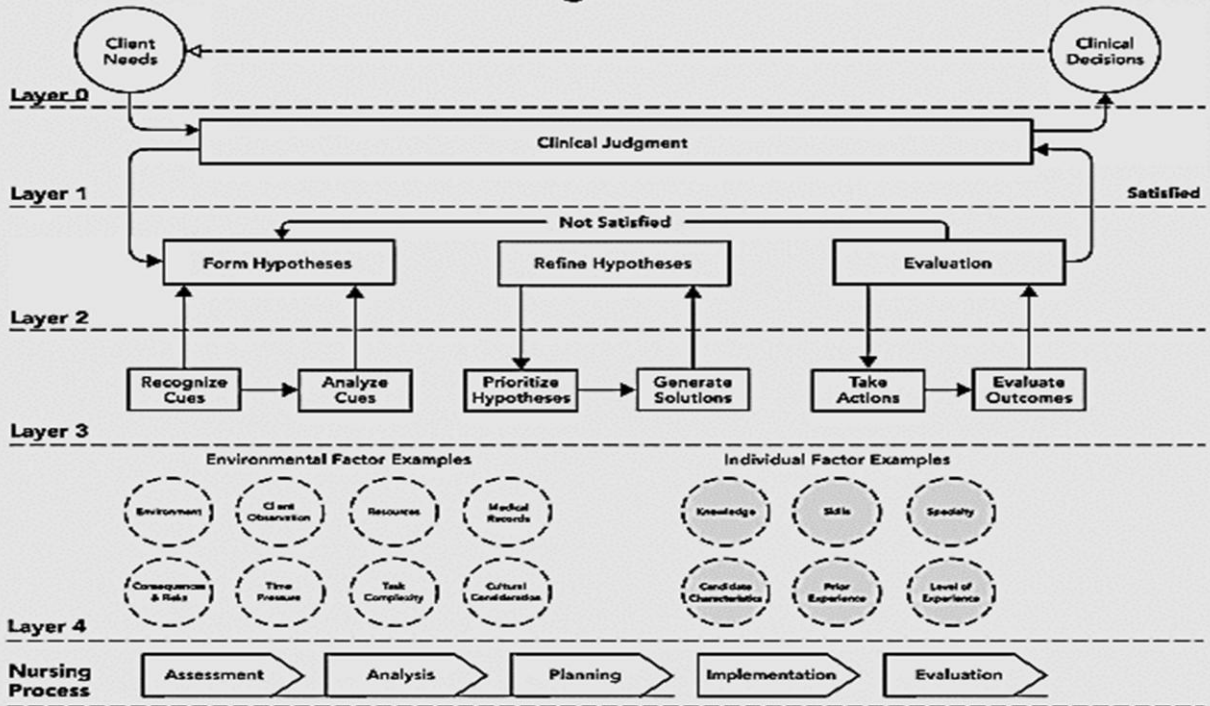 Client
Needs
Clinical
Decisions
Layer 0
Clinical Judgment
Layer 1
Satisfied
Not Satisfied
Form Hypotheses
Refine Hypotheses
Evaluation
Layer 2
Recognize
Cues
Analyze
Cues
Prioritize
Hypotheses
Generate
Solutions
Take
Actions
Evaluate
Outcomes
Layer 3
Environmental Factor Examples
Individual Factor Examples
Environment
Client
Observation
Resources
Medical
Records
Knowledge
Skills
Specialty
Consequences
& Risks
Time
Pressure
Task
Complexity
Cultural
Consideration
Candidate
Characteristics
Prior
Experience
Level of
Experience
Layer 4
Nursing
Process
Assessment
Analysis
Planning
Implementation
Evaluation